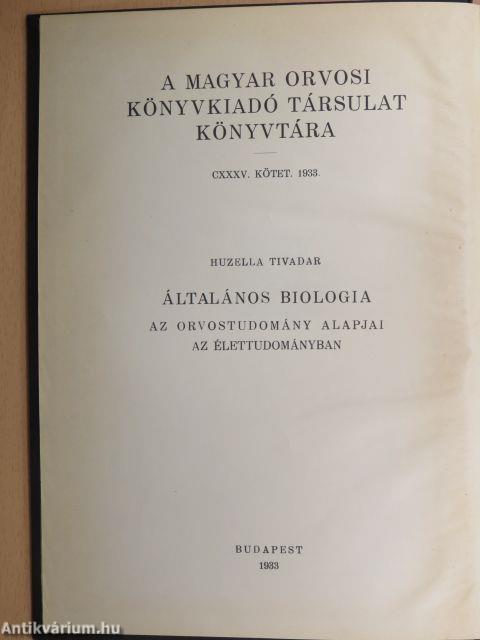 A MAGYAR ORVOSI
KÖNYVKIADÓ TÁRSULAT
KÖNYVTÁRA
CXXXV. KÖTET. 1933.
HUZELLA TIVADAR
ÁLTALÁNOS BIOLOGIA
AZ ORVOSTUDOMÁNY ALAPJAI
AZ ÉLETTUDOMÁNYBAN
BUDAPEST
1933
Antikvárium.hu